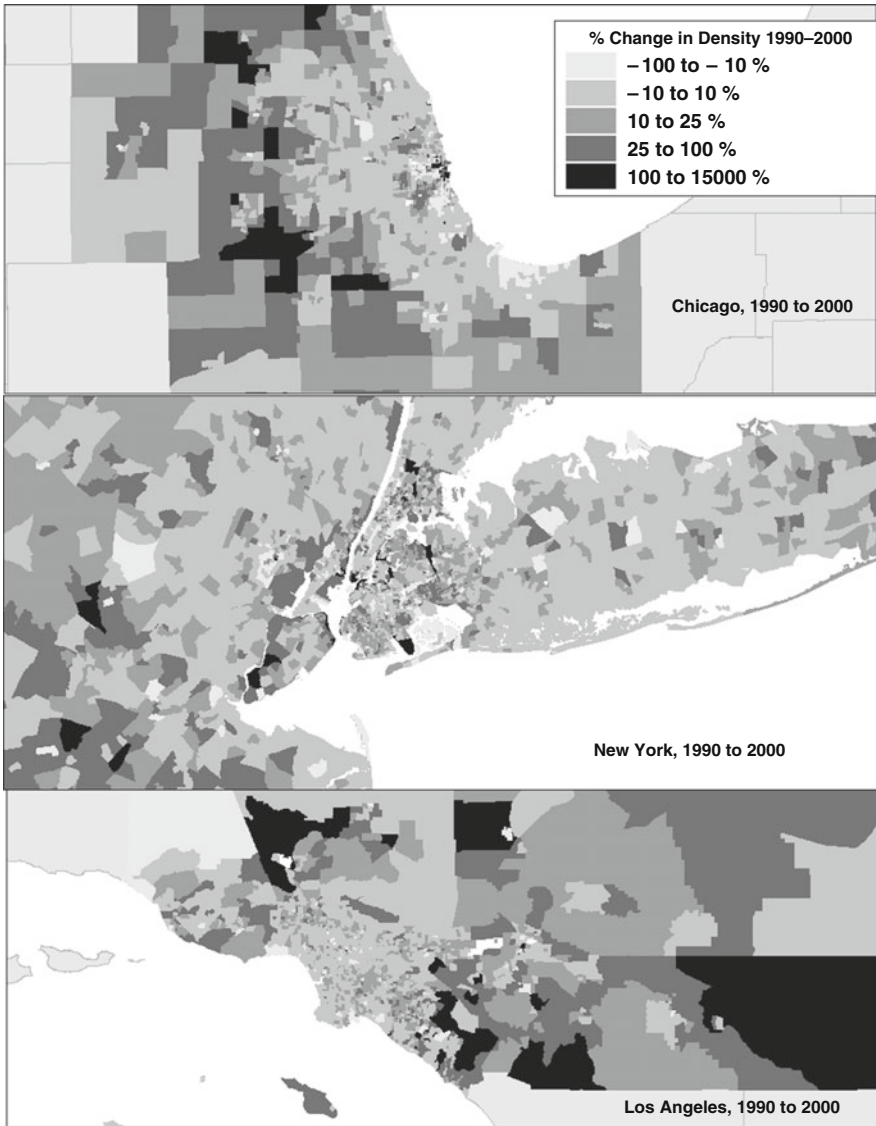 % Change in Density 1990–2000
−100 to − 10 %
−10 to 10 %
10 to 25 %
25 to 100 %
100 to 15000 %
Chicago, 1990 to 2000
New York, 1990 to 2000
Los Angeles, 1990 to 2000